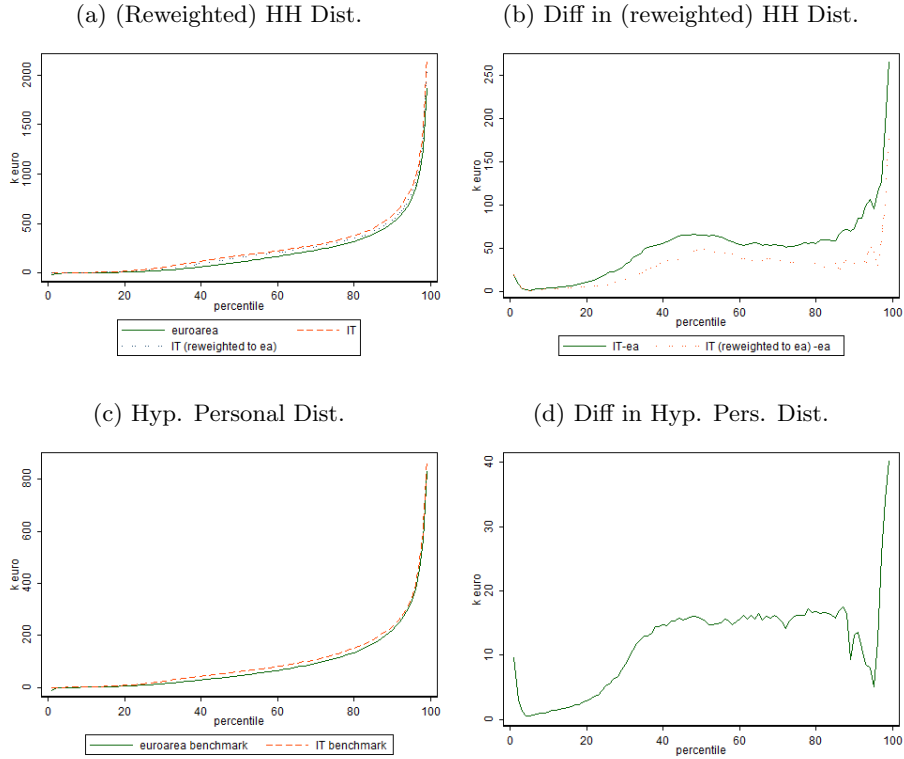 (a) (Reweighted) HH Dist.
k euro
2000
1500
1000
500
0
0 20 40 60 80 100
percentile
euroarea IT
IT (reweighted to ea)
(b) Diff in (reweighted) HH Dist.
k euro
250
200
150
100
50
0
0 20 40 60 80 100
percentile
IT-ea IT (reweighted to ea) -ea
(c) Hyp. Personal Dist.
k euro
800
600
400
200
0
0 20 40 60 80 100
percentile
euroarea benchmark IT benchmark
(d) Diff in Hyp. Pers. Dist.
k euro
40
30
20
10
0
0 20 40 60 80 100
percentile